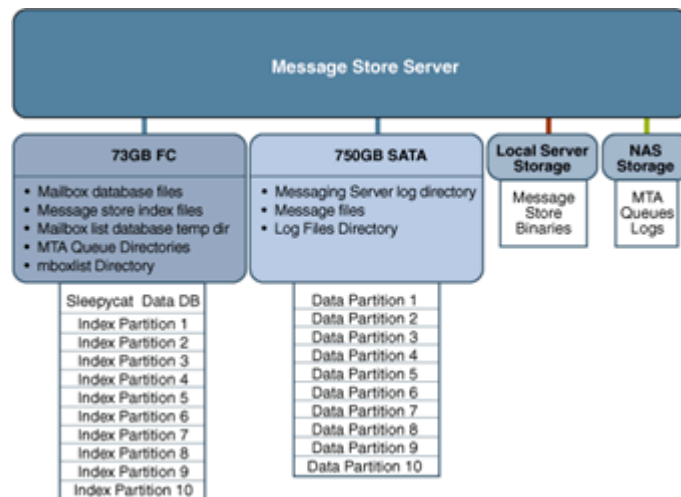 Message Store Server
73GB FC
• Mailbox database files
• Message store index files
• Mailbox list database temp dir
• MTA Queue Directories
• mboxlist Directory
Sleepycat Data DB
Index Partition 1
Index Partition 2
Index Partition 3
Index Partition 4
Index Partition 5
Index Partition 6
Index Partition 7
Index Partition 8
Index Partition 9
Index Partition 10
750GB SATA
• Messaging Server log directory
• Message files
• Log Files Directory
Data Partition 1
Data Partition 2
Data Partition 3
Data Partition 4
Data Partition 5
Data Partition 6
Data Partition 7
Data Partition 8
Data Partition 9
Data Partition 10
Local Server
Storage
Message
Store
Binaries
NAS
Storage
MTA
Queues
Logs